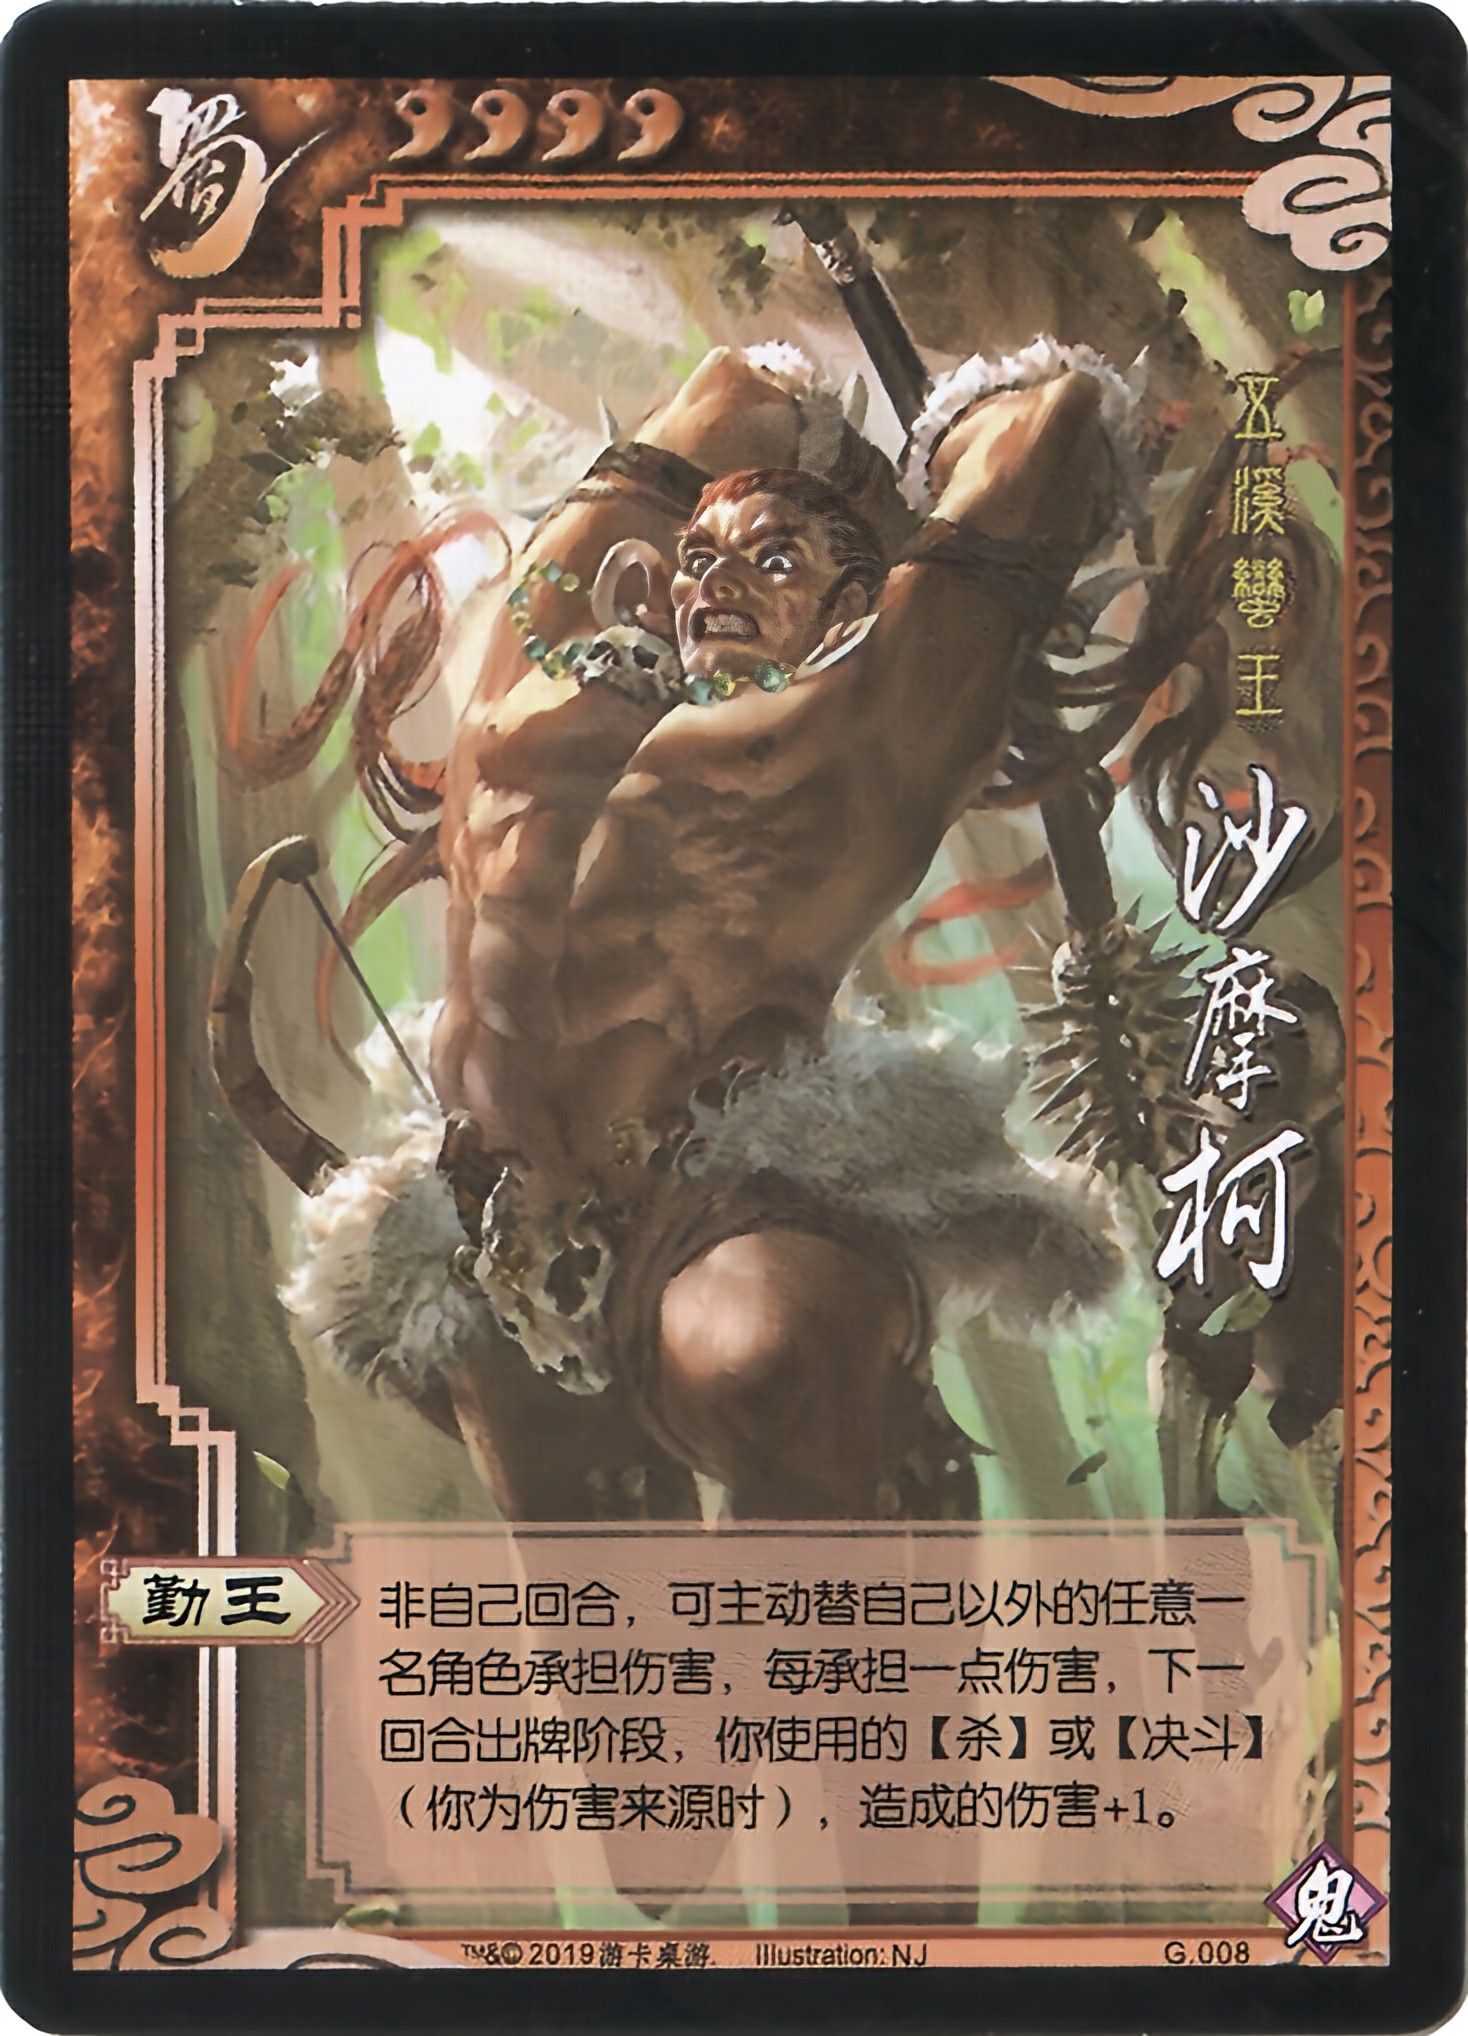 蜀
五溪蠻王
沙摩柯
勤王
非自己回合，可主动替自己以外的任意一
名角色承担伤害，每承担一点伤害，下一
回合出牌阶段，你使用的【杀】或【决斗】
（你为伤害来源时），造成的伤害+1。
鬼
™&© 2019游卡桌游. Illustration: NJ G.008